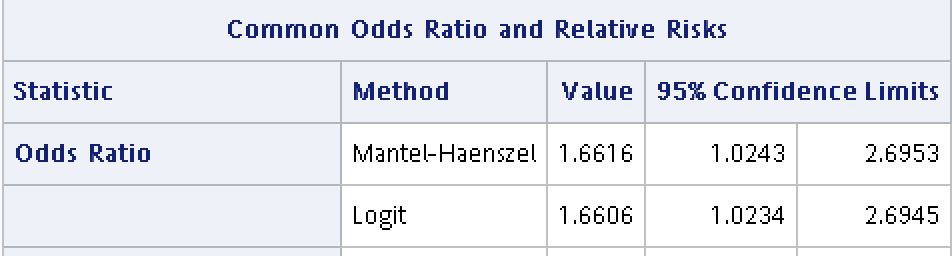 Common Odds Ratio and Relative Risks
Statistic Method Value 95% Confidence Limits
Odds Ratio Mantel-Haenszel 1.6616 1.0243 2.6953
Logit 1.6606 1.0234 2.6945